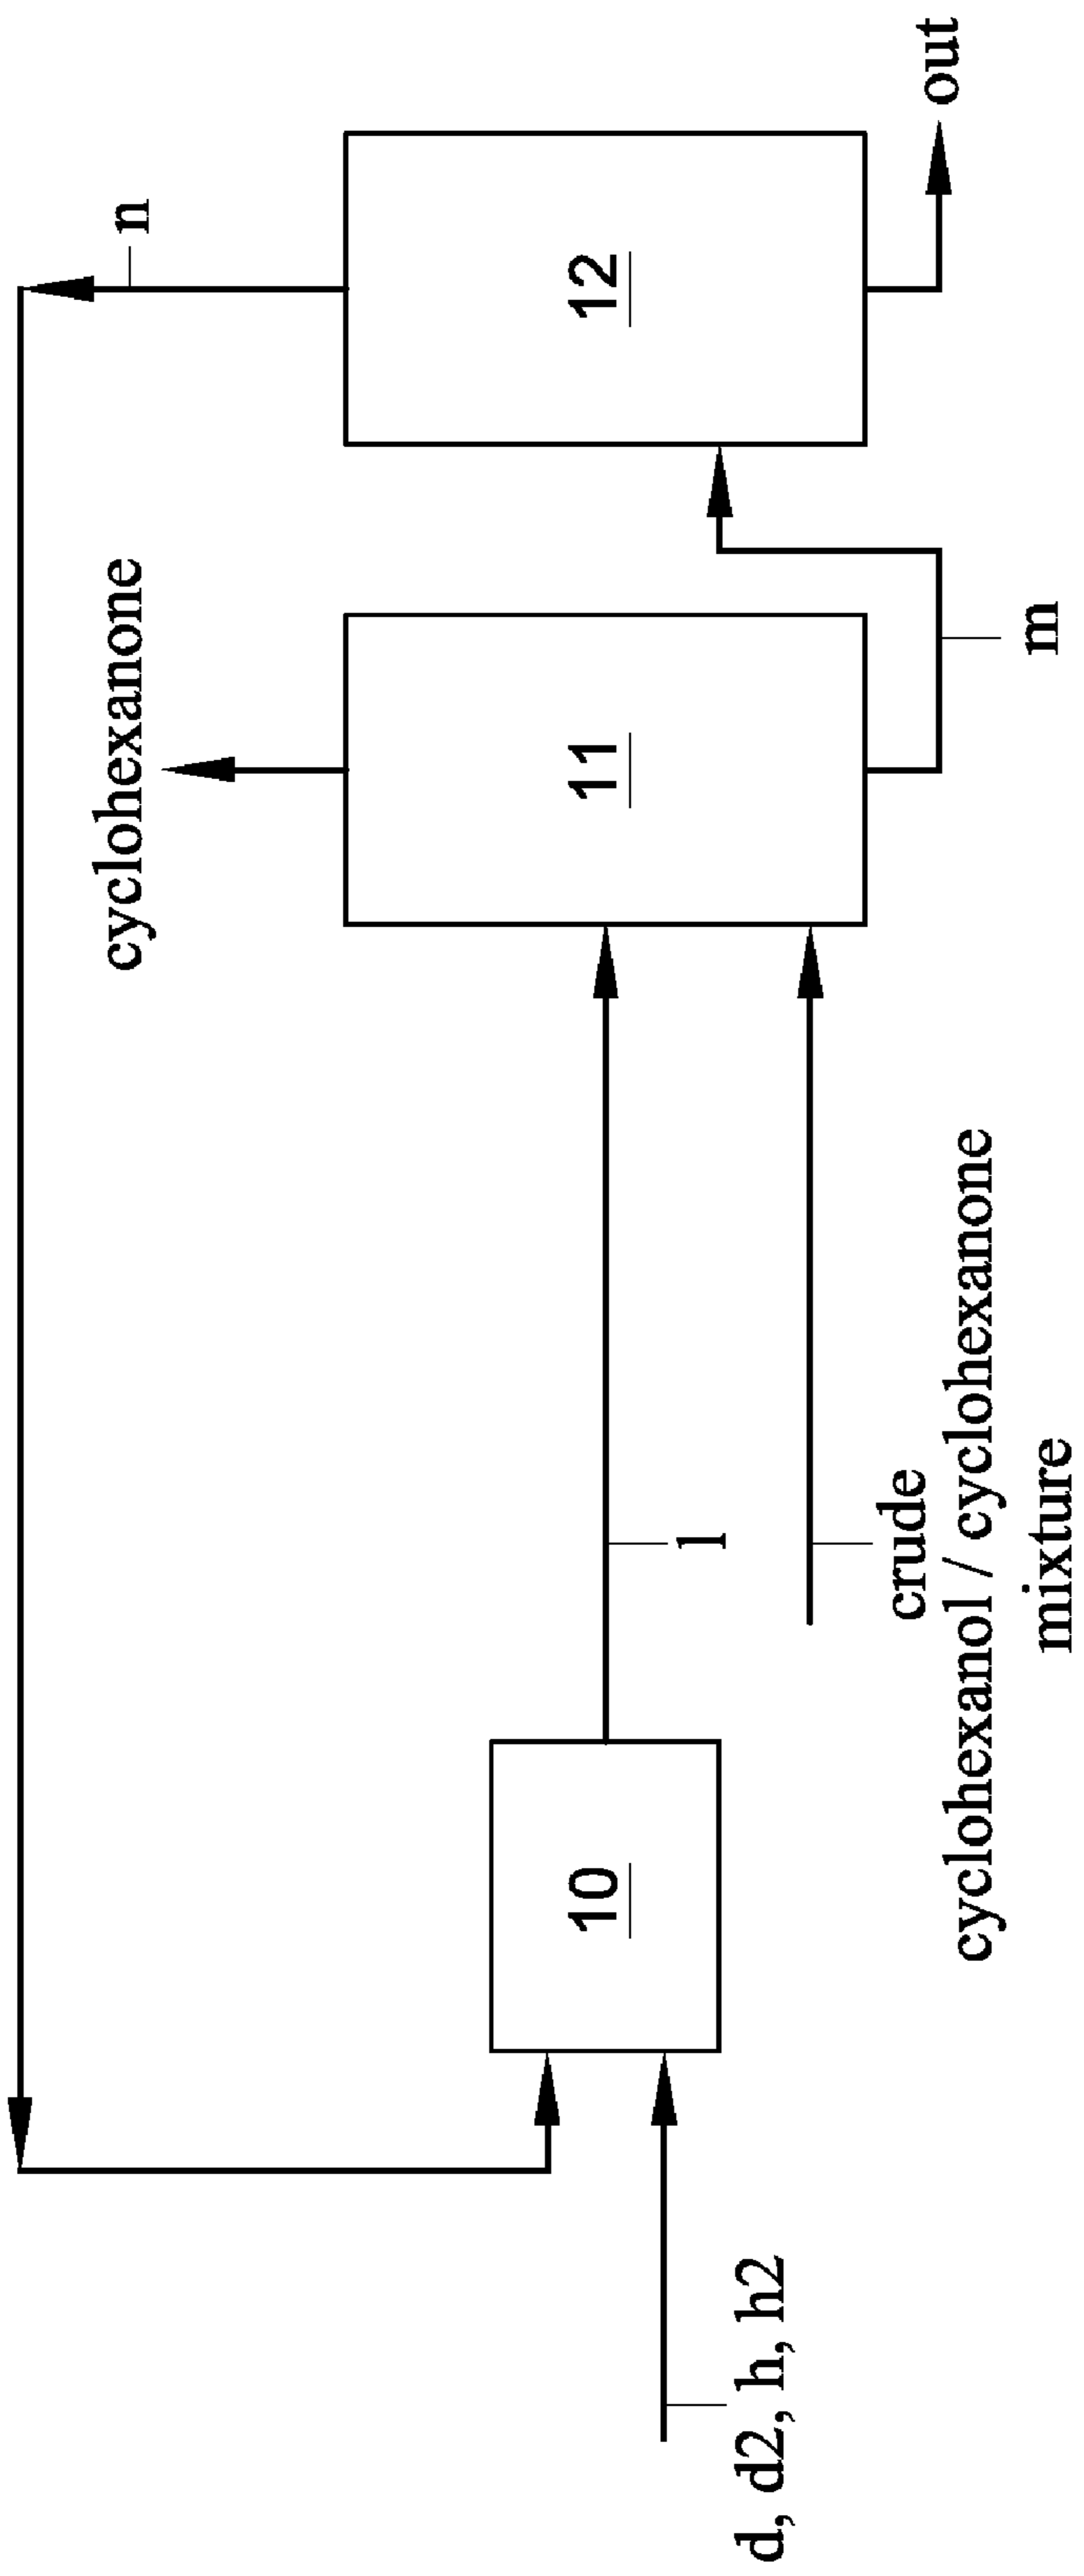 cyclohexanone
n
10
11
12
l
m
out
d, d2, h, h2
crude
cyclohexanol / cyclohexanone
mixture